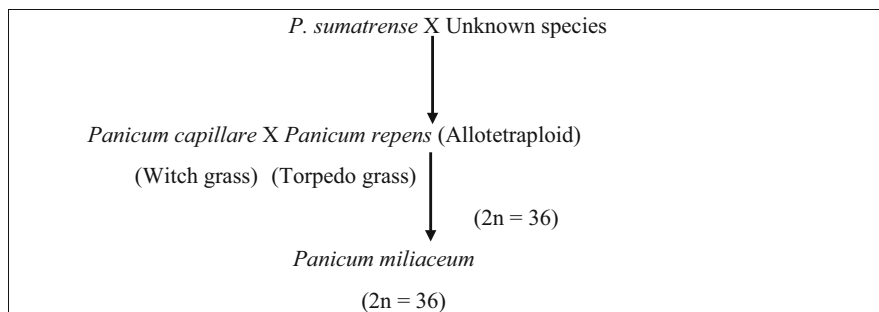 P. sumatrense X Unknown species
Panicum capillare X Panicum repens (Allotetraploid)
(Witch grass) (Torpedo grass)
(2n = 36)
Panicum miliaceum
(2n = 36)